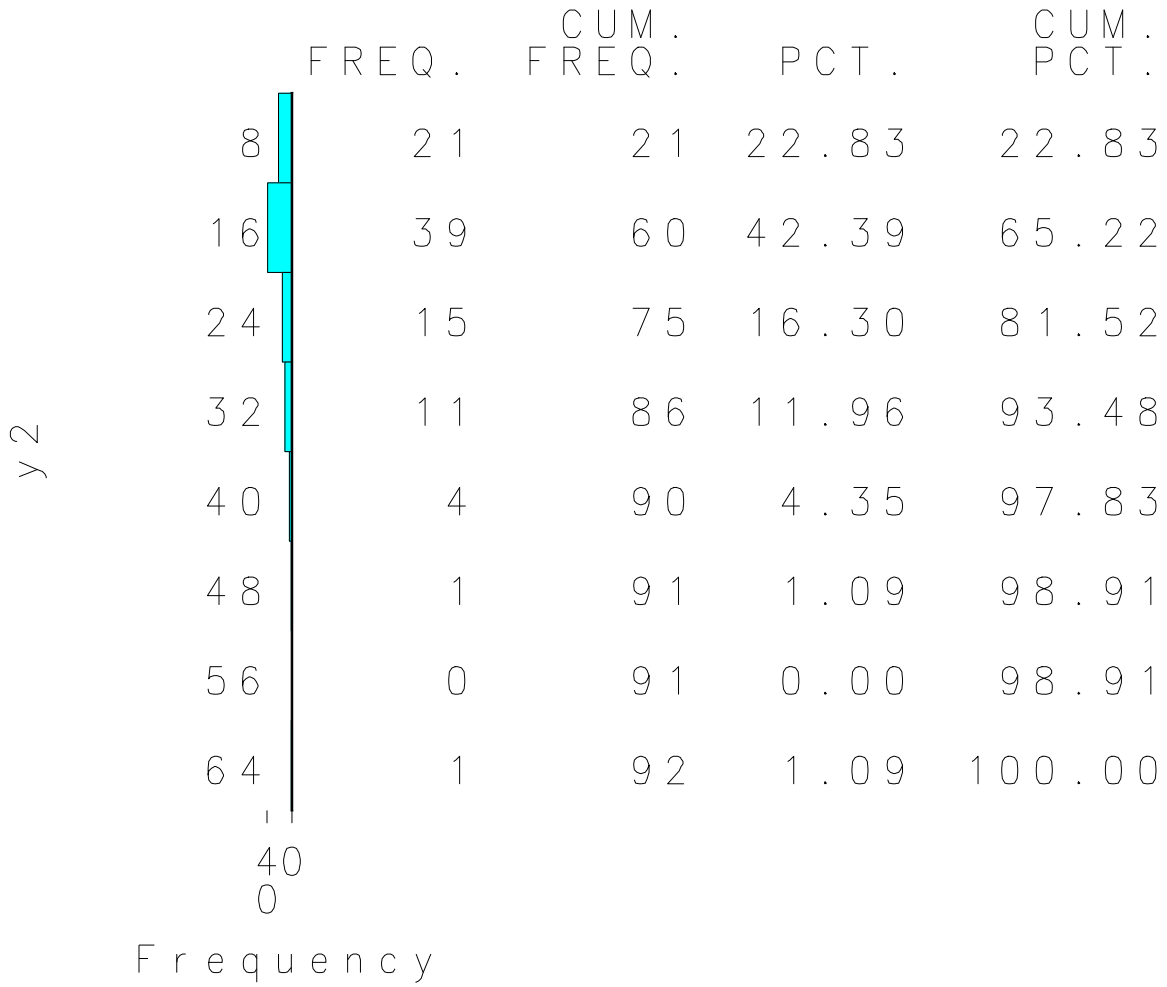 CUM. CUM.
FREQ. FREQ. PCT. PCT.
8 21 21 22.83 22.83
16 39 60 42.39 65.22
24 15 75 16.30 81.52
32 11 86 11.96 93.48
y2
40 4 90 4.35 97.83
48 1 91 1.09 98.91
56 0 91 0.00 98.91
64 1 92 1.09 100.00
40
0
Frequency